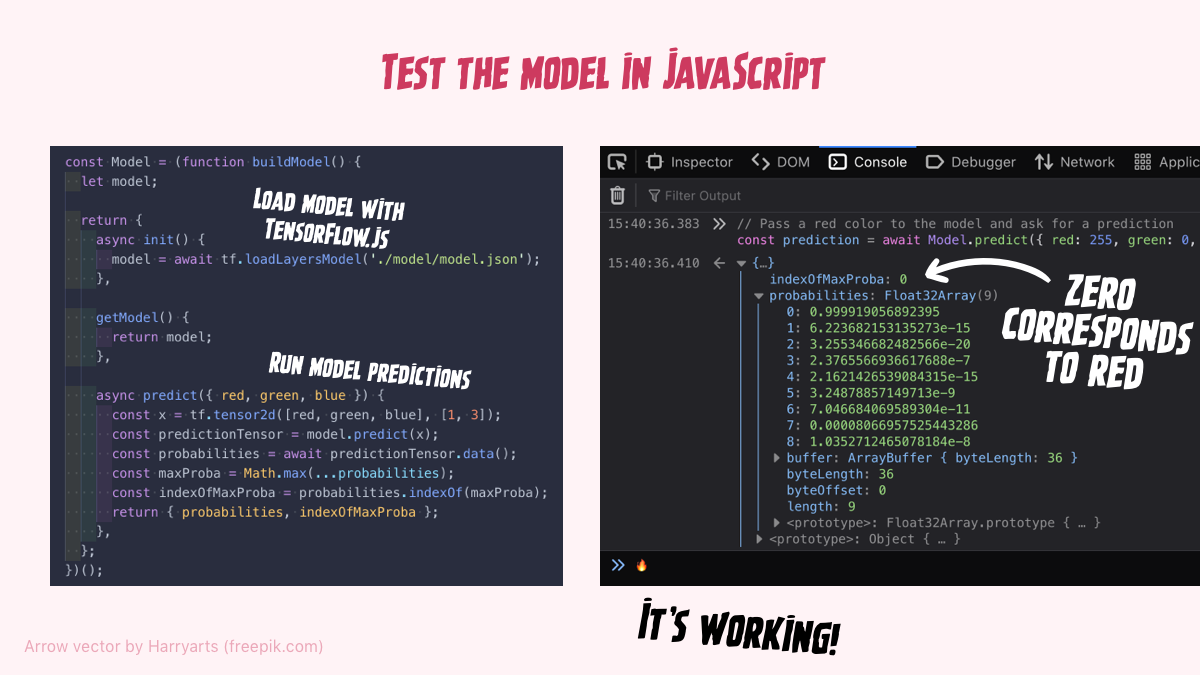 Test the model in JavaScript
const Model = (function buildModel() {
let model;
Load model with
TensorFlow.js
return {
async init() {
model = await tf.loadLayersModel('./model/model.json');
},
getModel() {
return model;
},
Run model predictions
async predict({ red, green, blue }) {
const x = tf.tensor2d([red, green, blue], [1, 3]);
const predictionTensor = model.predict(x);
const probabilities = await predictionTensor.data();
const maxProba = Math.max(...probabilities);
const indexOfMaxProba = probabilities.indexOf(maxProba);
return { probabilities, indexOfMaxProba };
},
};
})();
Inspector DOM Console Debugger Network Applic
Filter Output
15:40:36.383 // Pass a red color to the model and ask for a prediction
const prediction = await Model.predict({ red: 255, green: 0,
15:40:36.410 {…}
indexOfMaxProba: 0
probabilities: Float32Array(9)
0: 0.999919056892395
1: 6.223682153135273e-15
2: 3.255346682482566e-20
3: 2.3765566936617688e-7
4: 2.1621426539084315e-15
5: 3.24878857149713e-9
6: 7.046684069589304e-11
7: 0.00008066957525443286
8: 1.0352712465078184e-8
buffer: ArrayBuffer { byteLength: 36 }
byteLength: 36
byteOffset: 0
length: 9
<prototype>: Float32Array.prototype { … }
<prototype>: Object { … }
Zero
corresponds
to red
It's working!
Arrow vector by Harryarts (freepik.com)